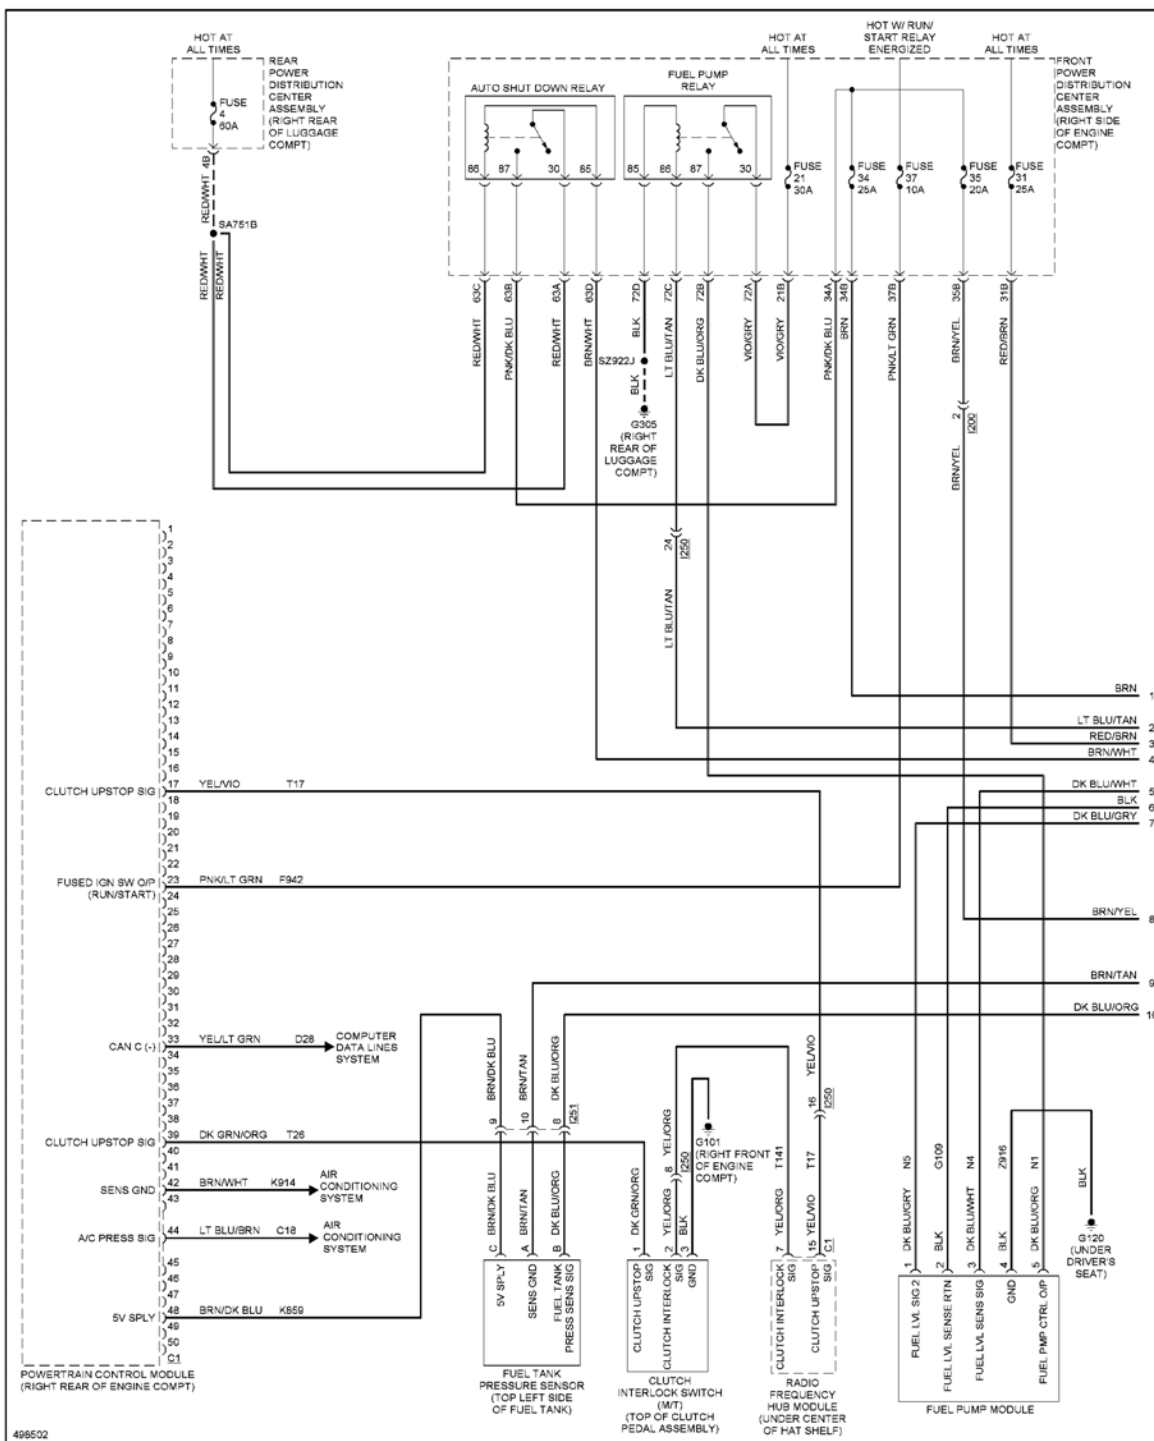 HOT AT
ALL TIMES
REAR
POWER
DISTRIBUTION
CENTER
ASSEMBLY
(RIGHT REAR
OF LUGGAGE
COMPT)
FUSE
4
60A
4B
RED/WHT
SA751B
RED/WHT
RED/WHT
HOT AT
ALL TIMES
HOT W/ RUN/
START RELAY
ENERGIZED
HOT AT
ALL TIMES
FRONT
POWER
DISTRIBUTION
CENTER
ASSEMBLY
(RIGHT SIDE
OF ENGINE
COMPT)
AUTO SHUT DOWN RELAY
FUEL PUMP
RELAY
86 87 30 85
85 86 87 30
FUSE
21
30A
FUSE
34
25A
FUSE
37
10A
FUSE
35
20A
FUSE
31
25A
63C
63B
63A
63D
72D
72C
72B
72A
21B
34A
34B
37B
35B
31B
RED/WHT
PNK/DK BLU
RED/WHT
BRN/WHT
BLK
LT BLU/TAN
DK BLU/ORG
VIO/GRY
VIO/GRY
PNK/DK BLU
BRN
PNK/LT GRN
BRN/YEL
RED/BRN
SZ922J
BLK
G305
(RIGHT
REAR OF
LUGGAGE
COMPT)
2
I200
BRN/YEL
24
I250
LT BLU/TAN
BRN 1
LT BLU/TAN 2
RED/BRN 3
BRN/WHT 4
DK BLU/WHT 5
BLK 6
DK BLU/GRY 7
BRN/YEL 8
BRN/TAN 9
DK BLU/ORG 10
1
2
3
4
5
6
7
8
9
10
11
12
13
14
15
16
CLUTCH UPSTOP SIG 17 YEL/VIO T17
18
19
20
21
22
FUSED IGN SW O/P
(RUN/START)
23 PNK/LT GRN F942
24
25
26
27
28
29
30
31
32
CAN C (-) 33 YEL/LT GRN D28
COMPUTER
DATA LINES
SYSTEM
34
35
36
37
38
CLUTCH UPSTOP SIG 39 DK GRN/ORG T26
40
41
SENS GND 42 BRN/WHT K914
AIR
CONDITIONING
SYSTEM
43
A/C PRESS SIG 44 LT BLU/BRN C18
AIR
CONDITIONING
SYSTEM
45
46
47
5V SPLY 48 BRN/DK BLU K859
49
50
C1
POWERTRAIN CONTROL MODULE
(RIGHT REAR OF ENGINE COMPT)
BRN/DK BLU
BRN/TAN
DK BLU/ORG
9
10
8
I251
BRN/DK BLU
BRN/TAN
DK BLU/ORG
C
A
B
5V SPLY
SENS GND
FUEL TANK
PRESS SENS SIG
FUEL TANK
PRESSURE SENSOR
(TOP LEFT SIDE
OF FUEL TANK)
YEL/ORG
8
I250
DK GRN/ORG
YEL/ORG
BLK
1
2
3
CLUTCH UPSTOP
SIG
CLUTCH INTERLOCK
SIG
GND
CLUTCH
INTERLOCK SWITCH
(M/T)
(TOP OF CLUTCH
PEDAL ASSEMBLY)
G101
(RIGHT FRONT
OF ENGINE
COMPT)
YEL/VIO
16
I250
T141
T17
YEL/ORG
YEL/VIO
7
15
C1
CLUTCH INTERLOCK
SIG
CLUTCH UPSTOP
SIG
RADIO
FREQUENCY
HUB MODULE
(UNDER CENTER
OF HAT SHELF)
N5
G109
N4
Z916
N1
DK BLU/GRY
BLK
DK BLU/WHT
BLK
DK BLU/ORG
1
2
3
4
5
FUEL LVL SIG 2
FUEL LVL SENSE RTN
FUEL LVL SENS SIG
GND
FUEL PMP CTRL O/P
FUEL PUMP MODULE
BLK
G120
(UNDER
DRIVER'S
SEAT)
498502